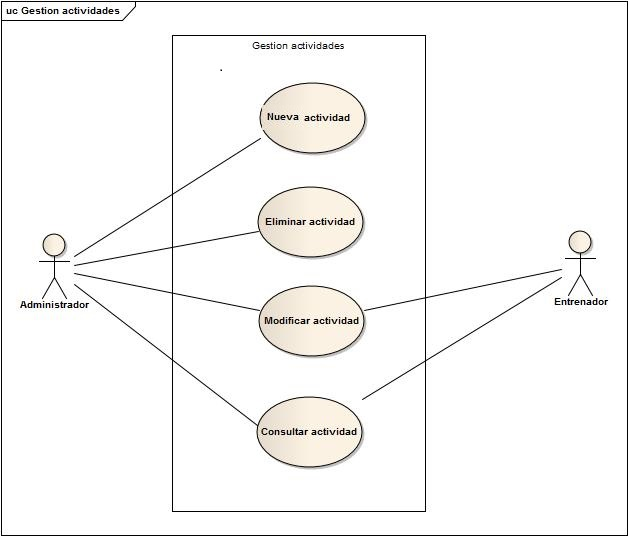 uc Gestion actividades
Gestion actividades
Nueva actividad
Eliminar actividad
Administrador
Entrenador
Modificar actividad
Consultar actividad